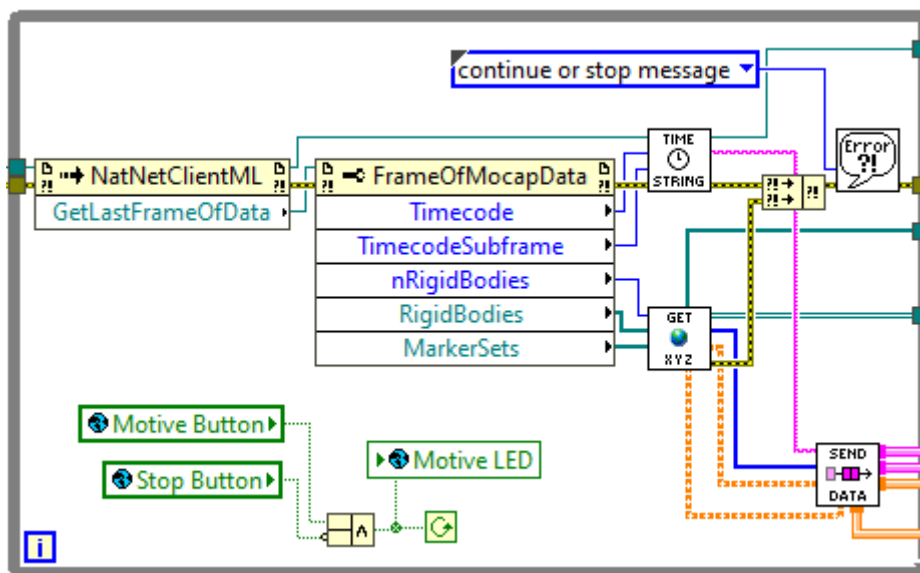 continue or stop message
TIME
STRING
Error
?!
NatNetClientML
GetLastFrameOfData
FrameOfMocapData
Timecode
TimecodeSubframe
nRigidBodies
RigidBodies
MarkerSets
?!
?!
?!
?!
?!
?!
?!
GET
XYZ
Motive Button
Stop Button
Motive LED
SEND
DATA
i